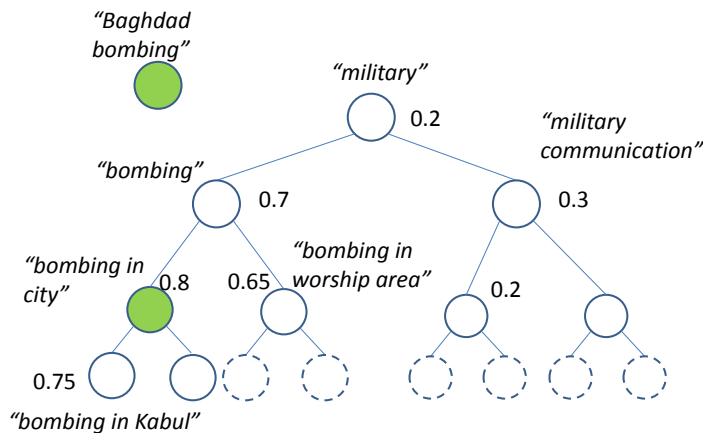 “Baghdad
bombing”
“military”
0.2
“military
communication”
“bombing”
0.7
0.3
“bombing in
city”
0.8
0.65
“bombing in
worship area”
0.2
0.75
“bombing in Kabul”